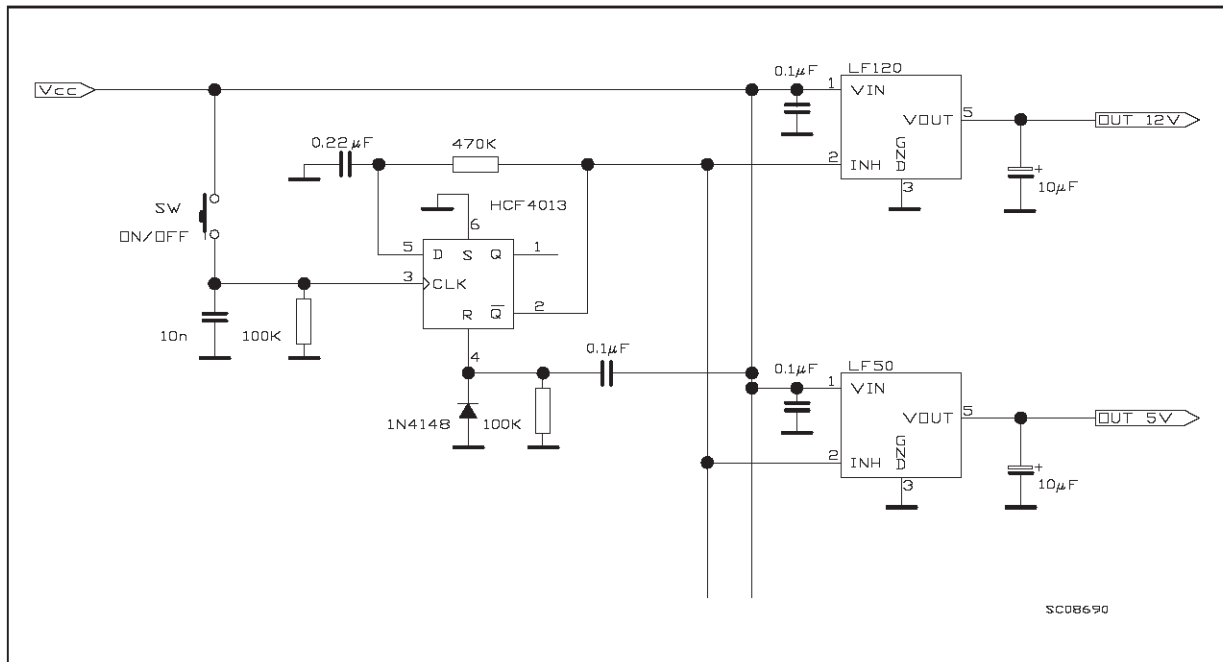 Vcc
0.1µF
LF120
1
VIN
VOUT
5
OUT 12V
2
INH
GND
3
10µF
+
0.22µF
470K
HCF4013
SW
ON/OFF
6
5
D
S
Q
1
3
CLK
R
Q̅
2
4
10n
100K
0.1µF
1N4148
100K
0.1µF
LF50
1
VIN
VOUT
5
OUT 5V
2
INH
GND
3
10µF
+
SC08690